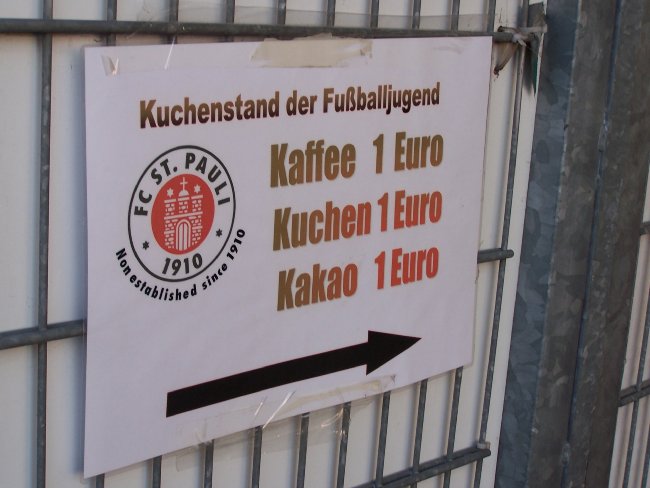 Kuchenstand der Fußballjugend
Kaffee 1 Euro
Kuchen 1 Euro
Kakao 1 Euro
FC ST. PAULI
1910
Non established since 1910